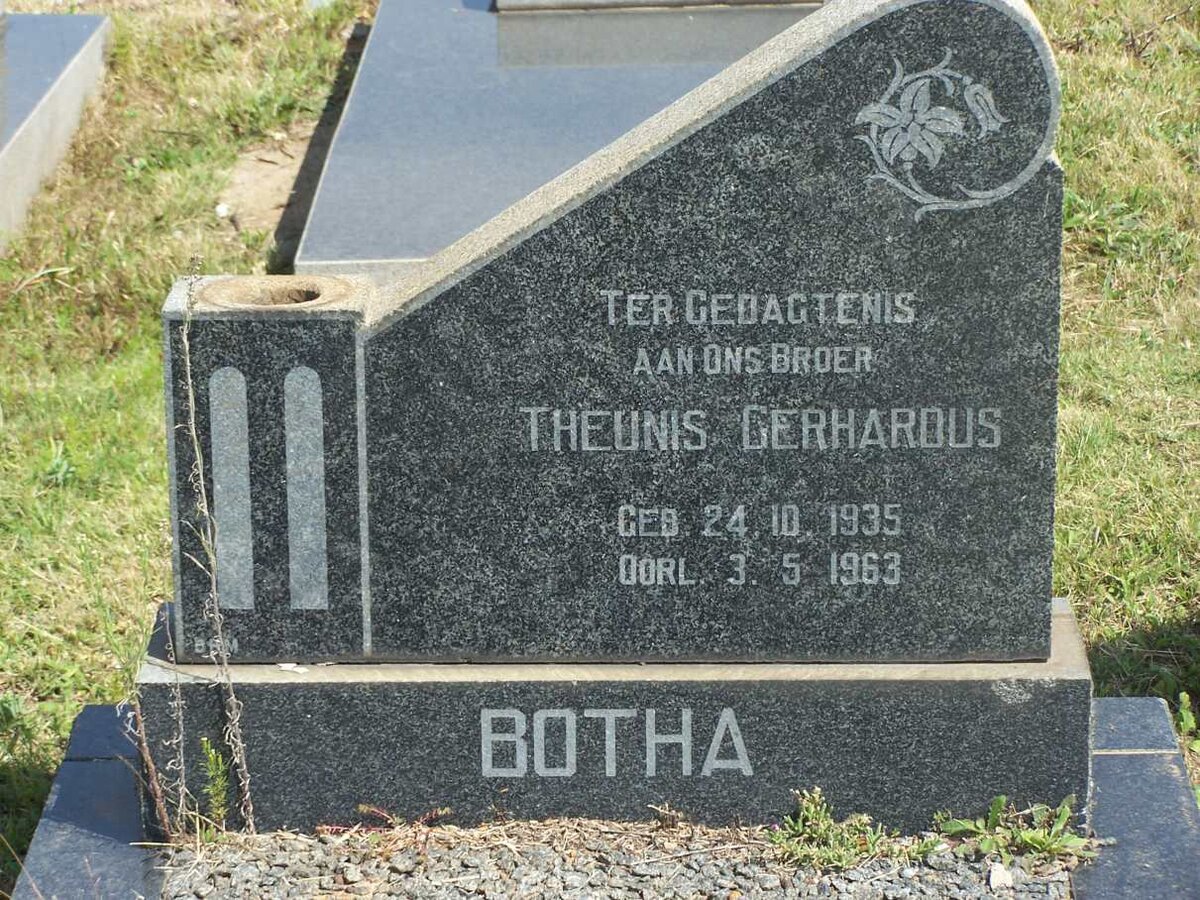 TER GEDAGTENIS
AAN ONS BROER
THEUNIS GERHARDUS
GEB. 24. 10. 1935
OORL. 3. 5 1963
BOTHA